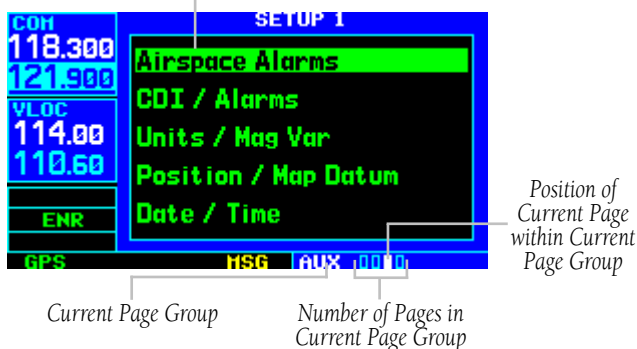 COM
SETUP 1
118.300
121.900
Airspace Alarms
CDI / Alarms
VLOC
114.00
110.60
Units / Mag Var
Position / Map Datum
ENR
Date / Time
GPS
MSG
AUX
Position of
Current Page
within Current
Page Group
Current Page Group
Number of Pages in
Current Page Group